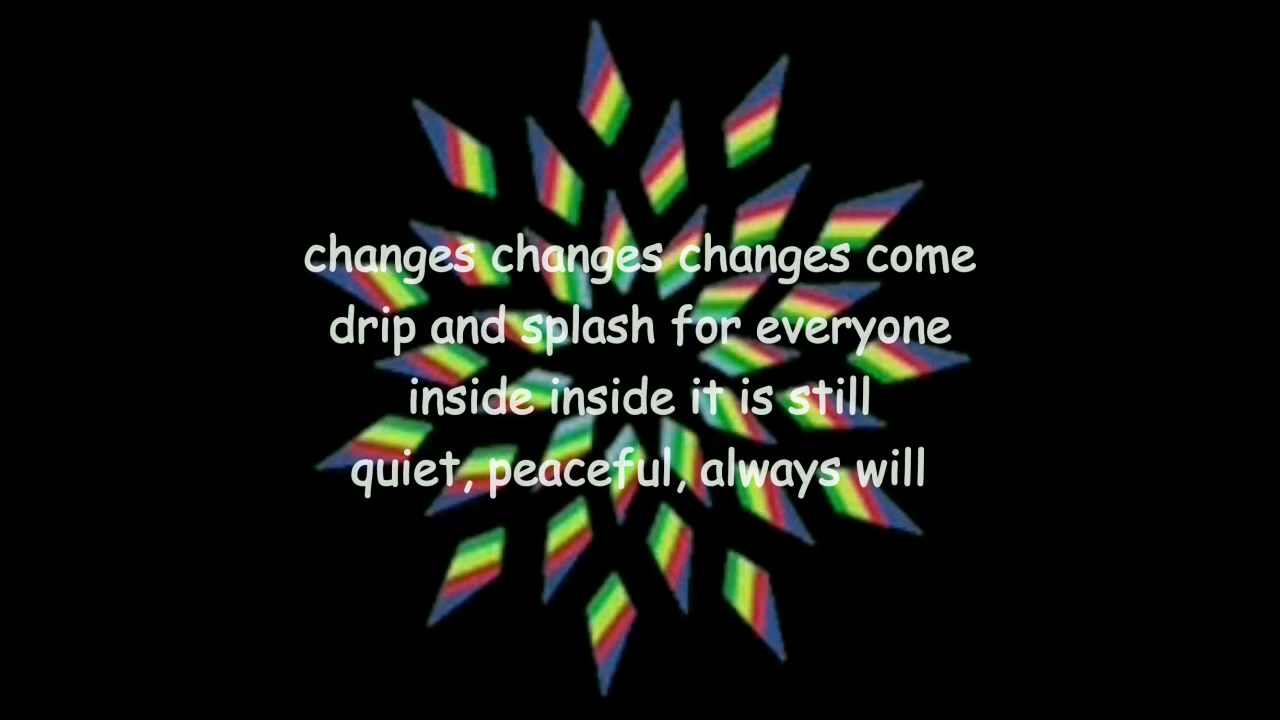 changes changes changes come
drip and splash for everyone
inside inside it is still
quiet, peaceful, always will